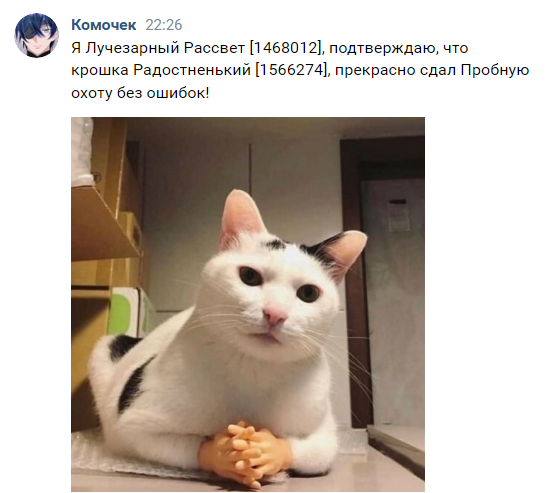 Комочек 22:26
Я Лучезарный Рассвет [1468012], подтверждаю, что
крошка Радостненький [1566274], прекрасно сдал Пробную
охоту без ошибок!